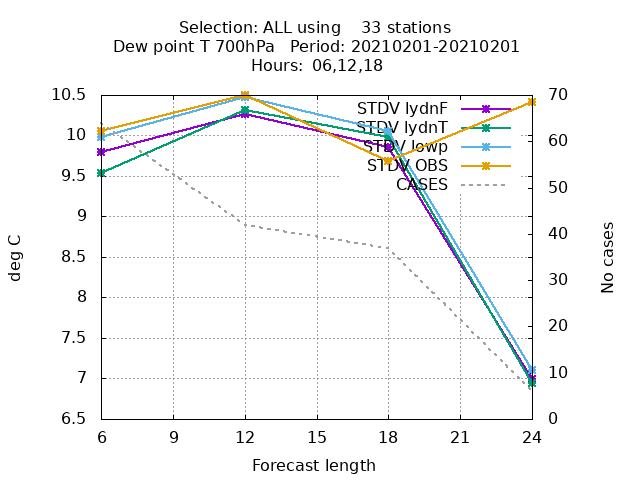 Selection: ALL using    33 stations
Dew point T 700hPa   Period: 20210201-20210201
Hours: 06,12,18
10.5
10
9.5
9
8.5
8
7.5
7
6.5
deg C
70
60
50
40
30
20
10
0
No cases
STDV lydnF
STDV lydnT
STDV lowp
STDV OBS
CASES
6 9 12 15 18 21 24
Forecast length